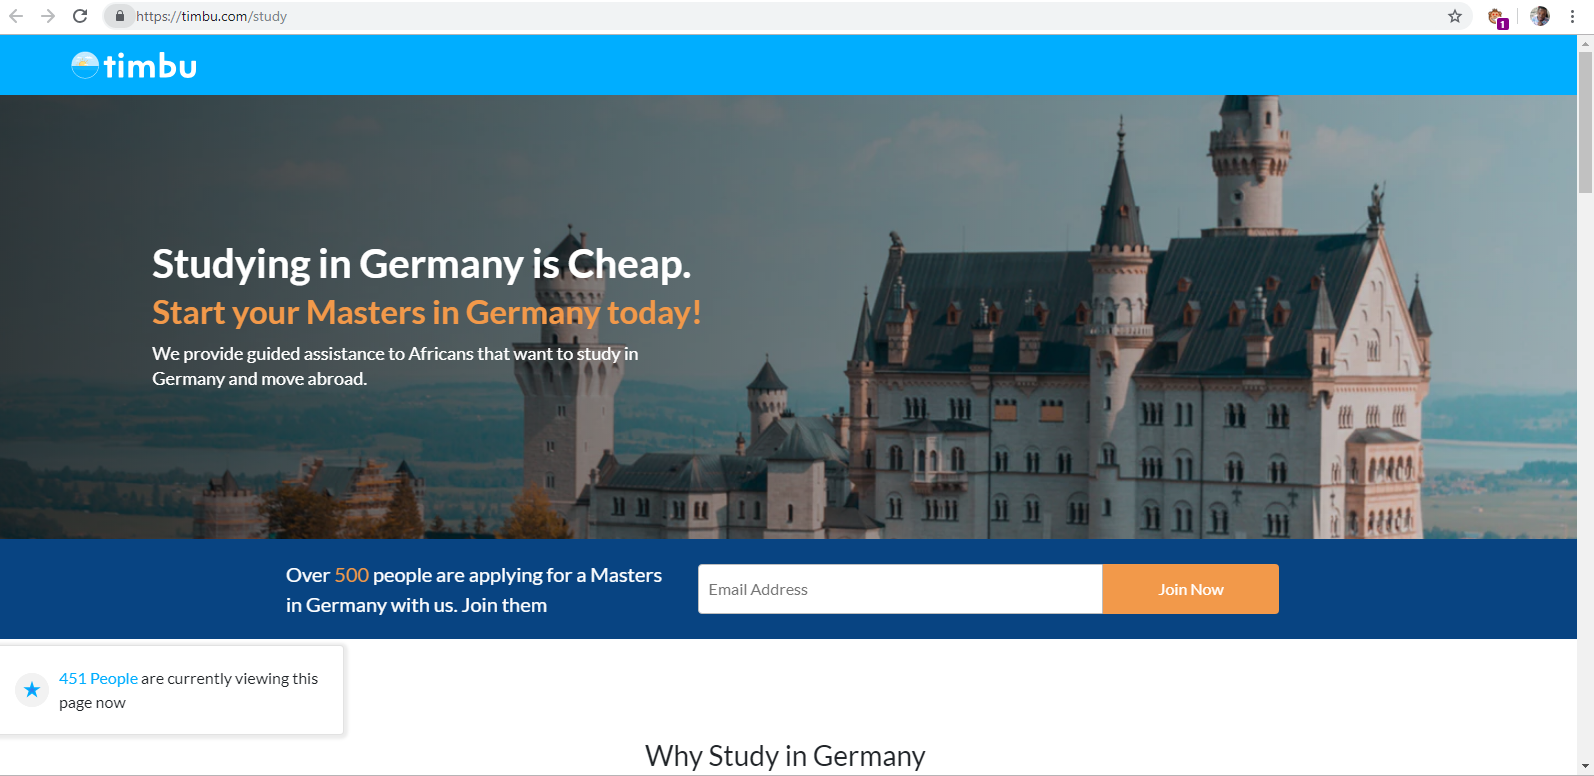 https://timbu.com/study
1
timbu
Studying in Germany is Cheap.
Start your Masters in Germany today!
We provide guided assistance to Africans that want to study in
Germany and move abroad.
Over 500 people are applying for a Masters
in Germany with us. Join them
Email Address
Join Now
451 People are currently viewing this
page now
Why Study in Germany